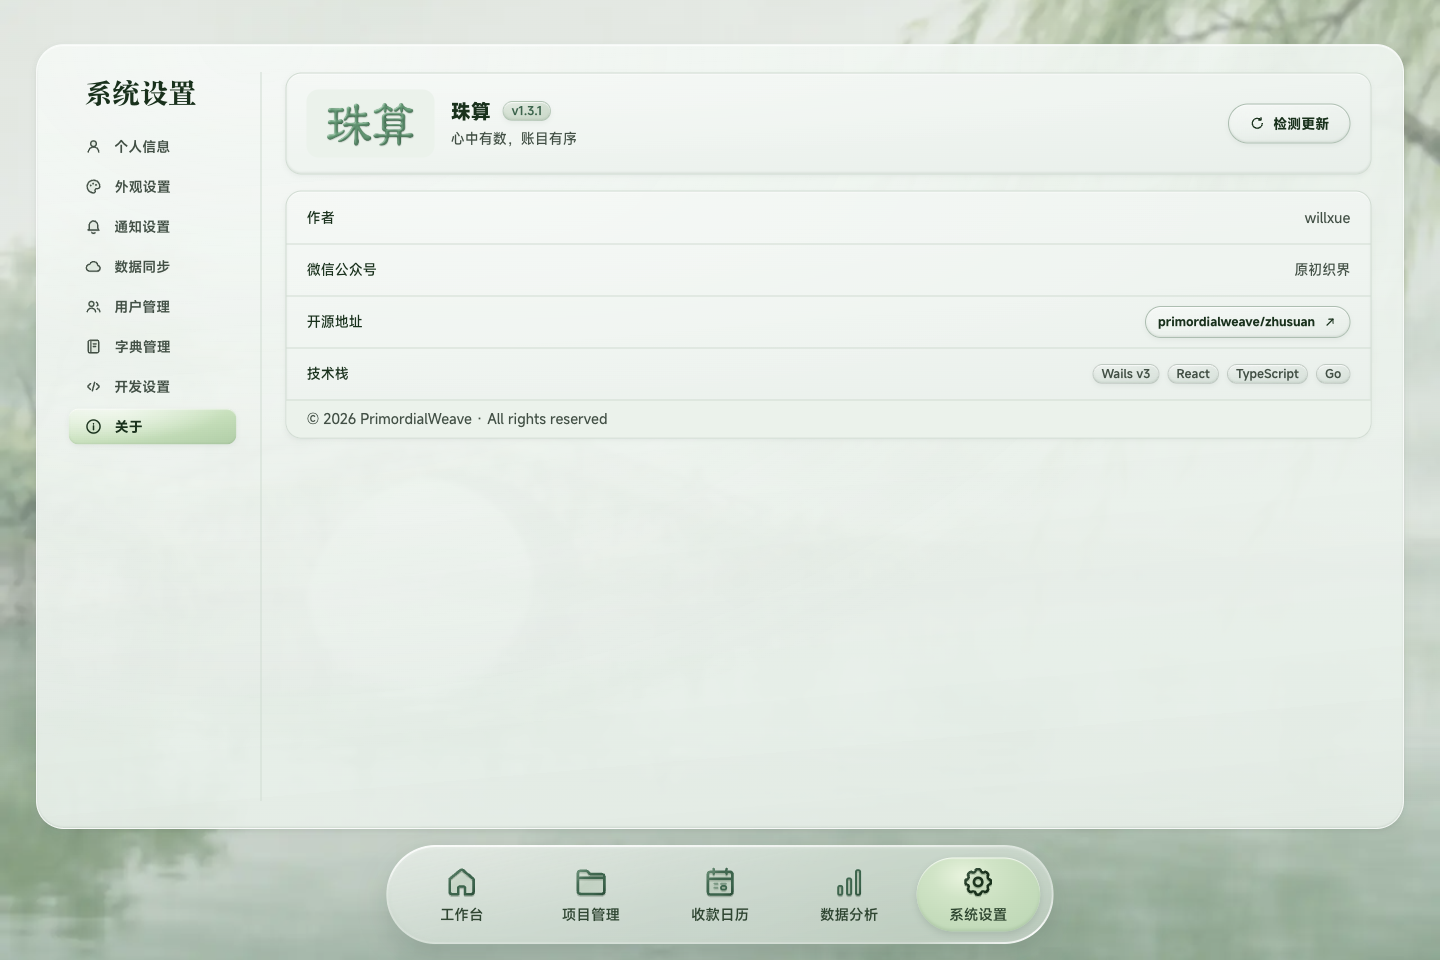 系统设置
个人信息
外观设置
通知设置
数据同步
用户管理
字典管理
开发设置
关于
珠算
珠算 v1.3.1
心中有数，账目有序
检测更新
作者 willxue
微信公众号 原初织界
开源地址 primordialweave/zhusuan
技术栈 Wails v3 React TypeScript Go
© 2026 PrimordialWeave · All rights reserved
工作台 项目管理 收款日历 数据分析 系统设置